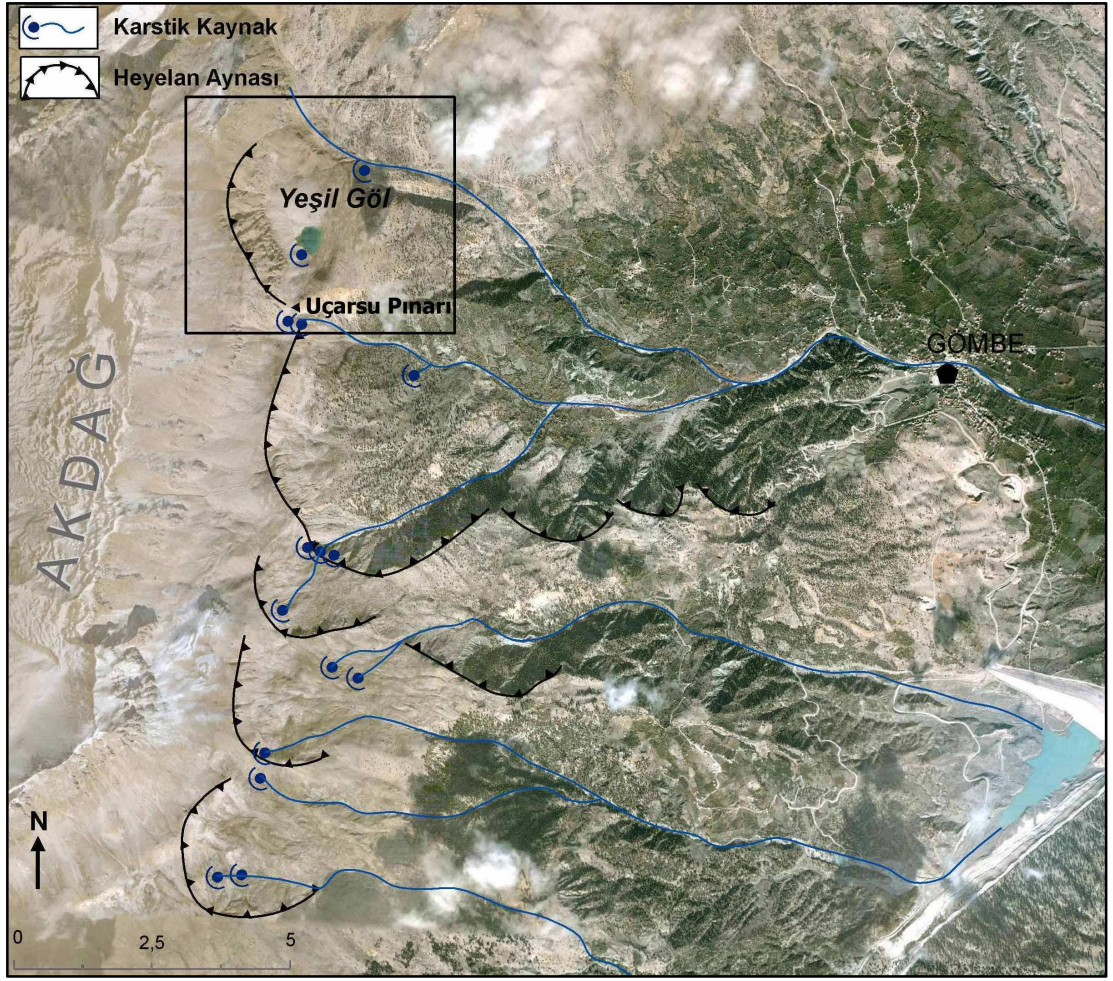 Karstik Kaynak
Heyelan Aynası
Yeşil Göl
Uçarsu Pınarı
GÖMBE
AKDAĞ
N
0 2,5 5